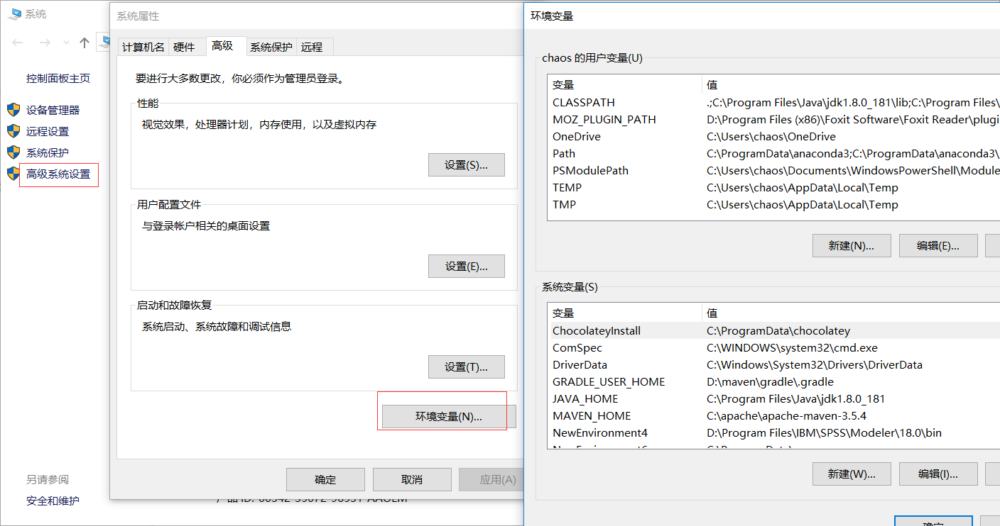 系统
控制面板主页
设备管理器
远程设置
系统保护
高级系统设置
另请参阅
安全和维护
系统属性
计算机名 硬件 高级 系统保护 远程
要进行大多数更改，你必须作为管理员登录。
性能
视觉效果，处理器计划，内存使用，以及虚拟内存
设置(S)...
用户配置文件
与登录帐户相关的桌面设置
设置(E)...
启动和故障恢复
系统启动、系统故障和调试信息
设置(T)...
环境变量(N)...
确定 取消 应用(A)
环境变量
chaos 的用户变量(U)
变量 值
CLASSPATH .;C:\Program Files\Java\jdk1.8.0_181\lib;C:\Program Files\
MOZ_PLUGIN_PATH D:\Program Files (x86)\Foxit Software\Foxit Reader\plugi
OneDrive C:\Users\chaos\OneDrive
Path C:\ProgramData\anaconda3;C:\ProgramData\anaconda3\
PSModulePath C:\Users\chaos\Documents\WindowsPowerShell\Module
TEMP C:\Users\chaos\AppData\Local\Temp
TMP C:\Users\chaos\AppData\Local\Temp
新建(N)... 编辑(E)...
系统变量(S)
变量 值
ChocolateyInstall C:\ProgramData\chocolatey
ComSpec C:\WINDOWS\system32\cmd.exe
DriverData C:\Windows\System32\Drivers\DriverData
GRADLE_USER_HOME D:\maven\gradle\.gradle
JAVA_HOME C:\Program Files\Java\jdk1.8.0_181
MAVEN_HOME C:\apache\apache-maven-3.5.4
NewEnvironment4 D:\Program Files\IBM\SPSS\Modeler\18.0\bin
新建(W)... 编辑(I)...
确定